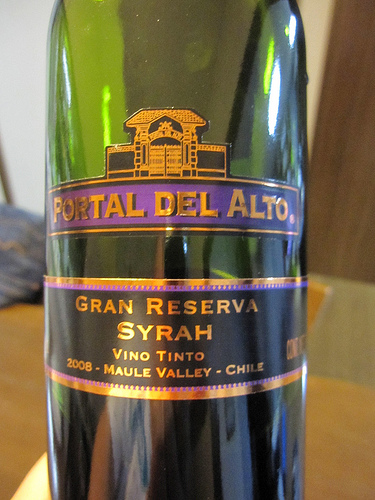 PORTAL DEL ALTO.
GRAN RESERVA
SYRAH
VINO TINTO
2008 - MAULE VALLEY - CHILE